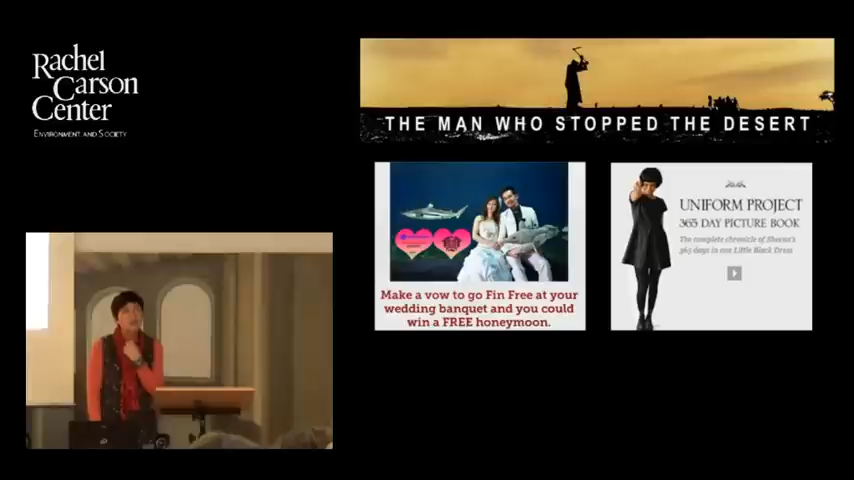 Rachel
Carson
Center
ENVIRONMENT AND SOCIETY
THE MAN WHO STOPPED THE DESERT
Make a vow to go Fin Free at your
wedding banquet and you could
win a FREE honeymoon.
UNIFORM PROJECT
365 DAY PICTURE BOOK
The complete chronicle of Sheena's
365 days in one Little Black Dress